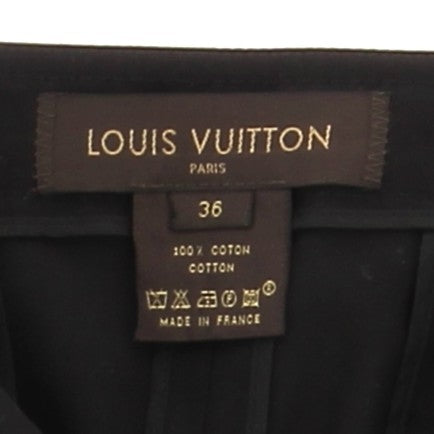 LOUIS VUITTON
PARIS
36
100% COTON
COTTON
MADE IN FRANCE